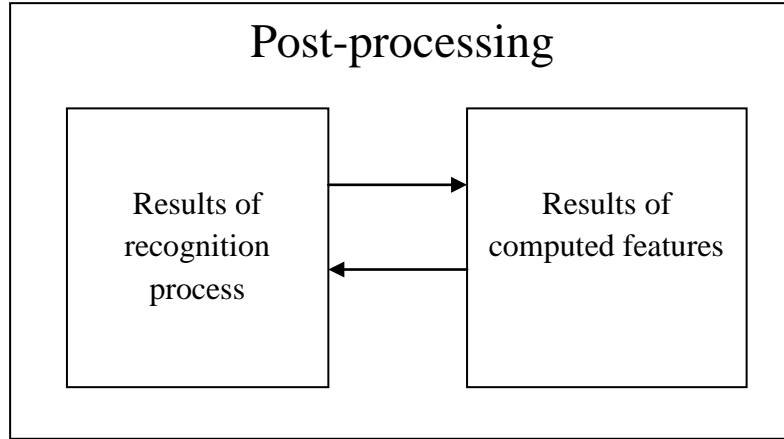 Post-processing
Results of
recognition
process
Results of
computed features